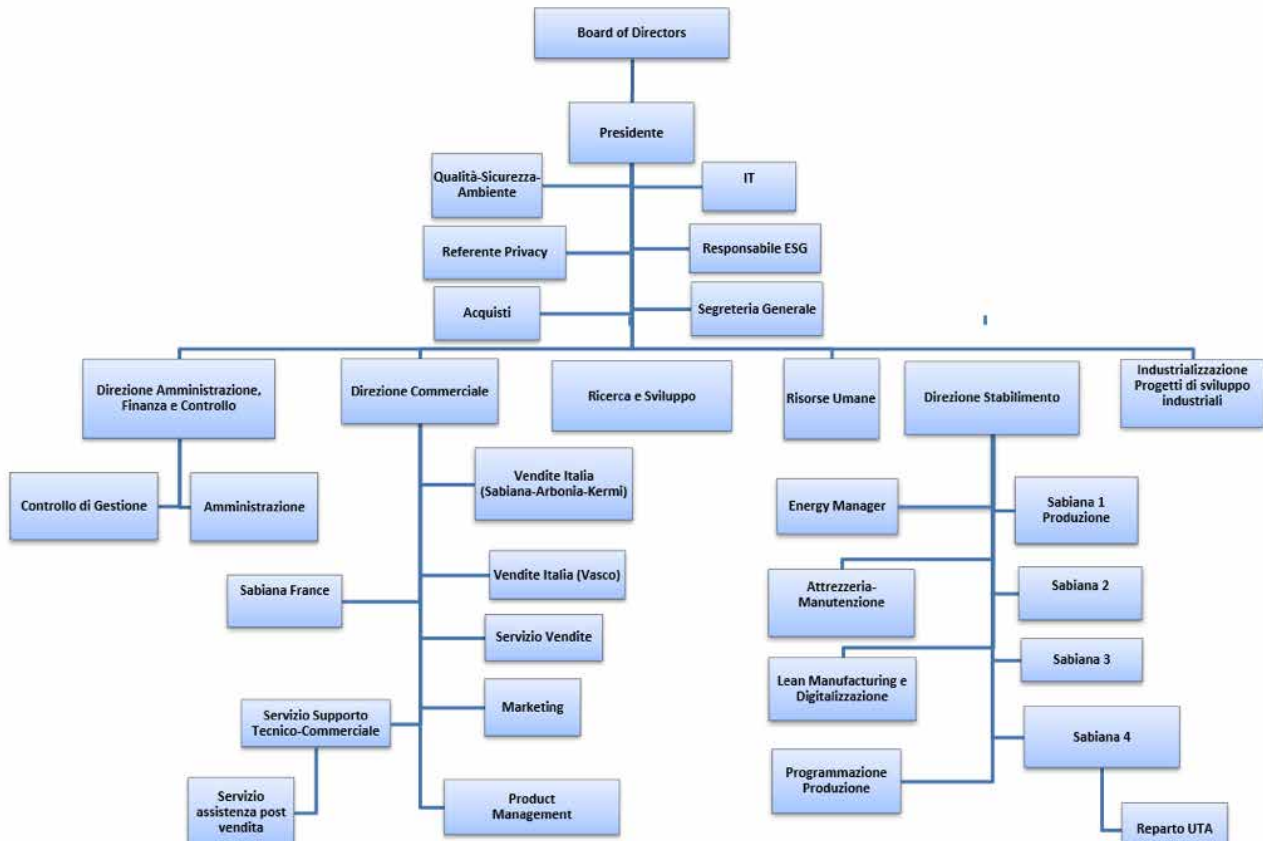 Board of Directors
Presidente
Qualità-Sicurezza-
Ambiente
IT
Referente Privacy
Responsabile ESG
Acquisti
Segreteria Generale
Direzione Amministrazione,
Finanza e Controllo
Direzione Commerciale
Ricerca e Sviluppo
Risorse Umane
Direzione Stabilimento
Industrializzazione
Progetti di sviluppo
industriali
Controllo di Gestione
Amministrazione
Vendite Italia
(Sabiana-Arbonia-Kermi)
Energy Manager
Sabiana 1
Produzione
Sabiana France
Vendite Italia (Vasco)
Attrezzeria-
Manutenzione
Sabiana 2
Servizio Vendite
Sabiana 3
Lean Manufacturing e
Digitalizzazione
Marketing
Servizio Supporto
Tecnico-Commerciale
Sabiana 4
Programmazione
Produzione
Servizio
assistenza post
vendita
Product
Management
Reparto UTA